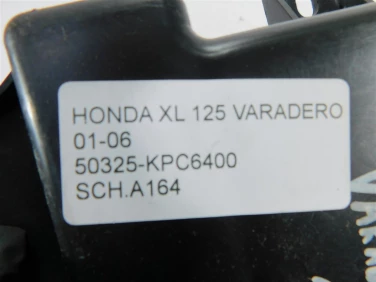 HONDA XL 125 VARADERO
01-06
50325-KPC6400
SCH.A164